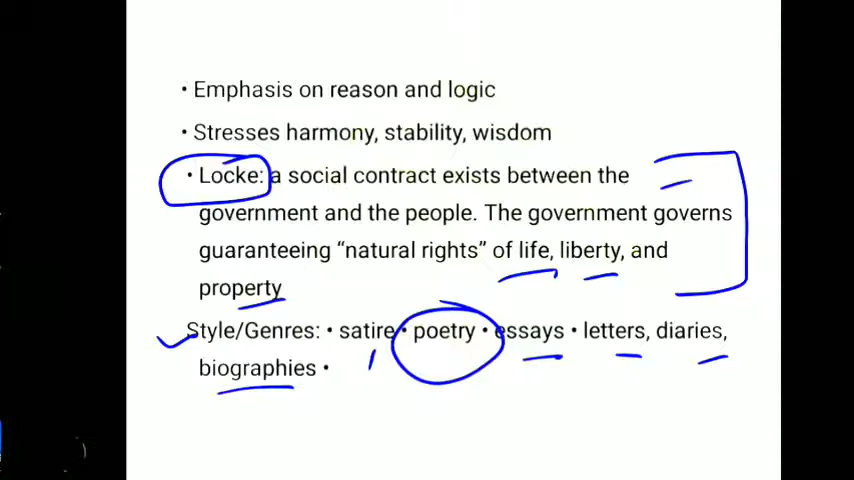 • Emphasis on reason and logic
• Stresses harmony, stability, wisdom
• Locke: a social contract exists between the
government and the people. The government governs
guaranteeing “natural rights” of life, liberty, and
property
Style/Genres: • satire • poetry • essays • letters, diaries,
biographies •